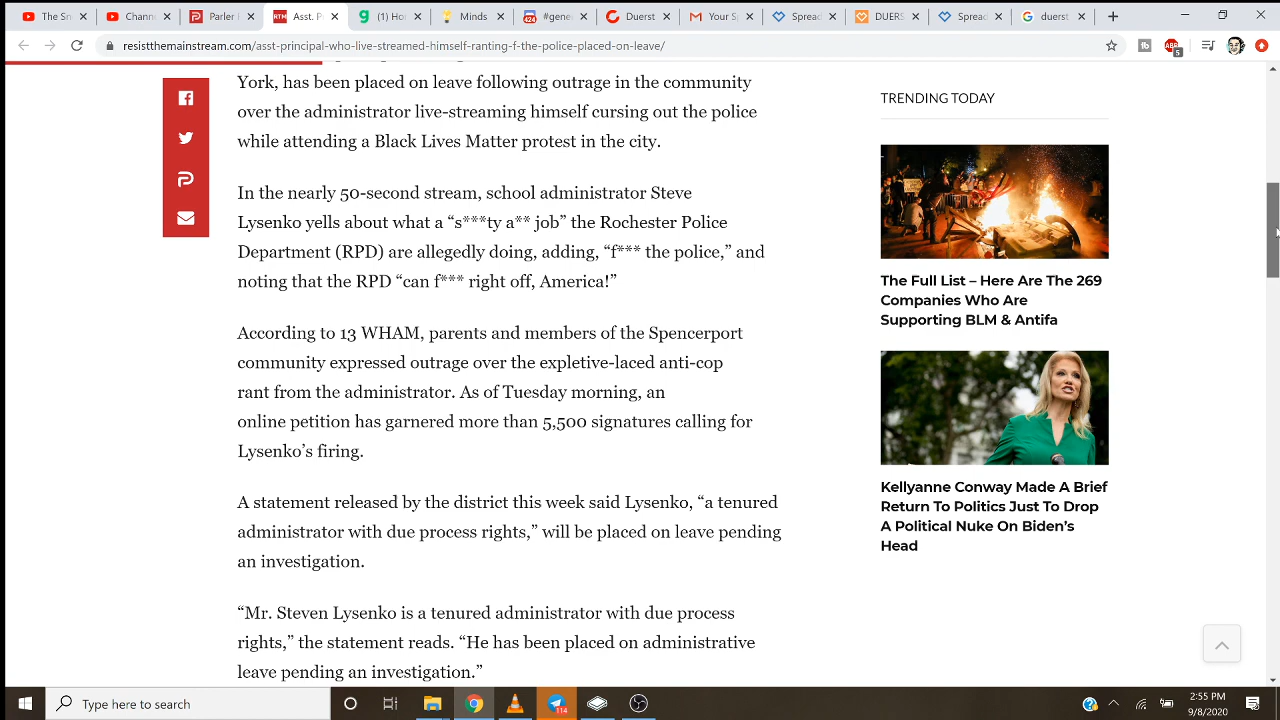 The S
Chann
Parler
RTM
Asst. P
(1) Ho
Minds
424
#gene
Duerst
Your S
Spread
DUER
Spread
duerst
resistthemainstream.com/asst-principal-who-live-streamed-himself-ranting-f-the-police-placed-on-leave/
ABP
5
York, has been placed on leave following outrage in the community
over the administrator live-streaming himself cursing out the police
while attending a Black Lives Matter protest in the city.
In the nearly 50-second stream, school administrator Steve
Lysenko yells about what a “s***ty a** job” the Rochester Police
Department (RPD) are allegedly doing, adding, “f*** the police,” and
noting that the RPD “can f*** right off, America!”
According to 13 WHAM, parents and members of the Spencerport
community expressed outrage over the expletive-laced anti-cop
rant from the administrator. As of Tuesday morning, an
online petition has garnered more than 5,500 signatures calling for
Lysenko’s firing.
A statement released by the district this week said Lysenko, “a tenured
administrator with due process rights,” will be placed on leave pending
an investigation.
“Mr. Steven Lysenko is a tenured administrator with due process
rights,” the statement reads. “He has been placed on administrative
leave pending an investigation.”
TRENDING TODAY
The Full List – Here Are The 269
Companies Who Are
Supporting BLM & Antifa
Kellyanne Conway Made A Brief
Return To Politics Just To Drop
A Political Nuke On Biden’s
Head
Type here to search
114
2:55 PM
9/8/2020